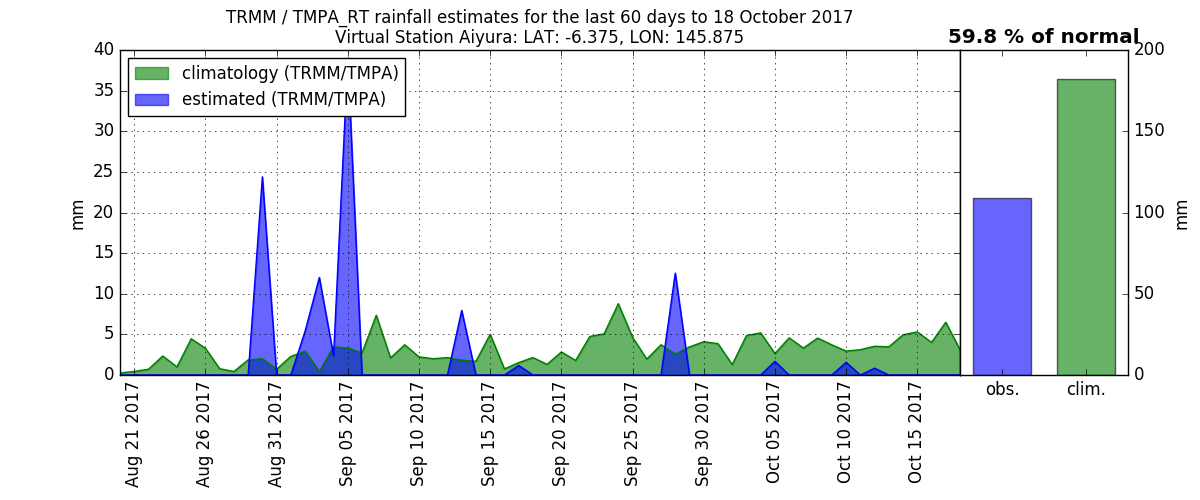 TRMM / TMPA_RT rainfall estimates for the last 60 days to 18 October 2017
Virtual Station Aiyura: LAT: -6.375, LON: 145.875
59.8 % of normal
climatology (TRMM/TMPA)
estimated (TRMM/TMPA)
40
35
30
25
20
15
10
5
0
mm
Aug 21 2017
Aug 26 2017
Aug 31 2017
Sep 05 2017
Sep 10 2017
Sep 15 2017
Sep 20 2017
Sep 25 2017
Sep 30 2017
Oct 05 2017
Oct 10 2017
Oct 15 2017
200
150
100
50
0
mm
obs.
clim.